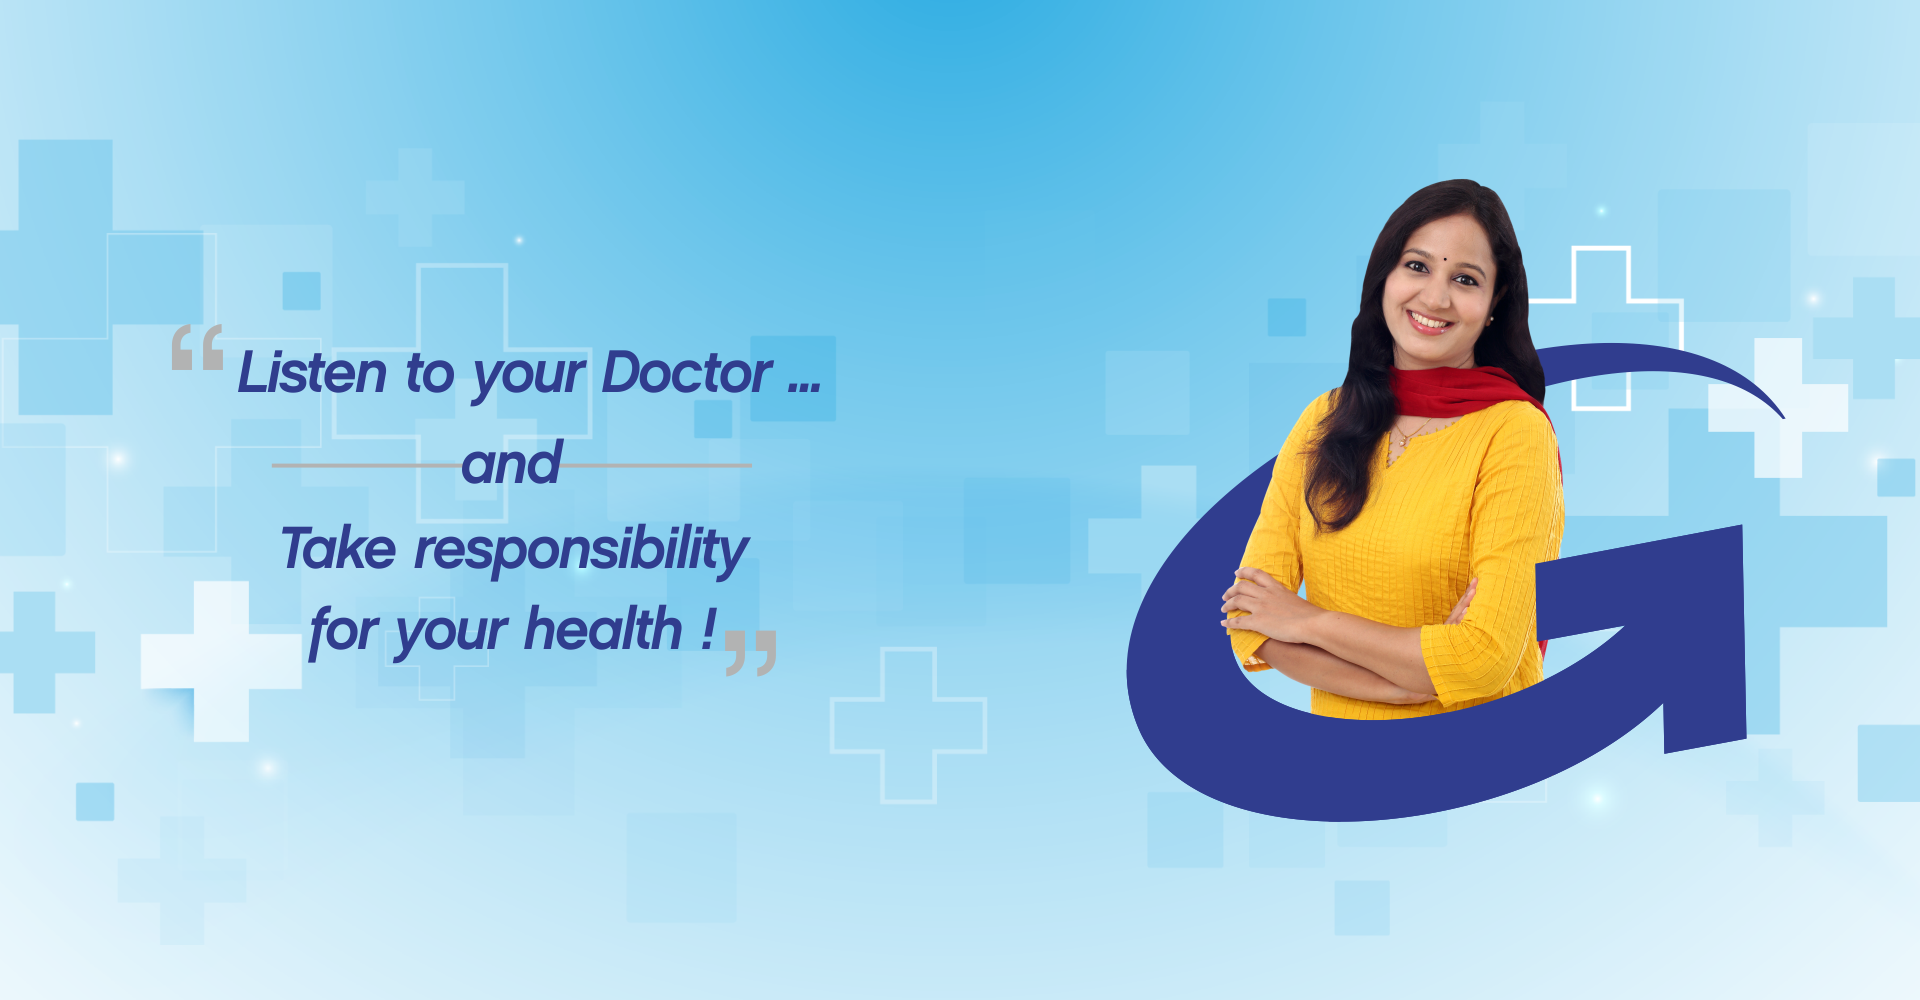 “Listen to your Doctor ...
and
Take responsibility
for your health !”